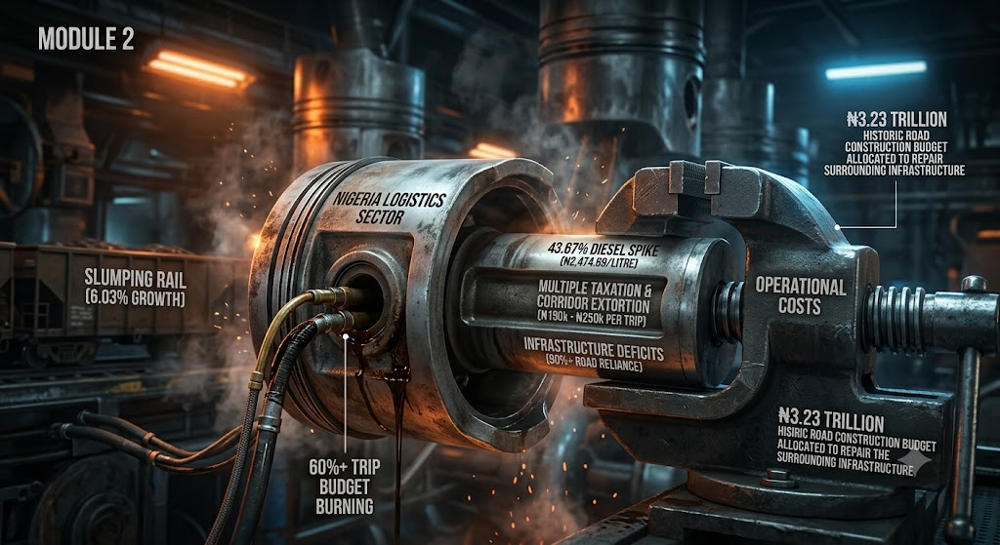 MODULE 2
₦3.23 TRILLION
HISTORIC ROAD
CONSTRUCTION BUDGET
ALLOCATED TO REPAIR
SURROUNDING INFRASTRUCTURE
NIGERIA LOGISTICS
SECTOR
43.67% DIESEL SPIKE
(₦2,474.69/LITRE)
MULTIPLE TAXATION &
CORRIDOR EXTORTION
(₦190k - ₦250k PER TRIP)
INFRASTRUCTURE DEFICITS
(90%+ ROAD RELIANCE)
OPERATIONAL
COSTS
SLUMPING RAIL
(6.03% GROWTH)
60%+ TRIP
BUDGET
BURNING
₦3.23 TRILLION
HISIRIC ROAD CONSTRUCTION BUDGET
ALLOCATED TO REPAIR THE
SURROUNDING INFRASTRUCTURE